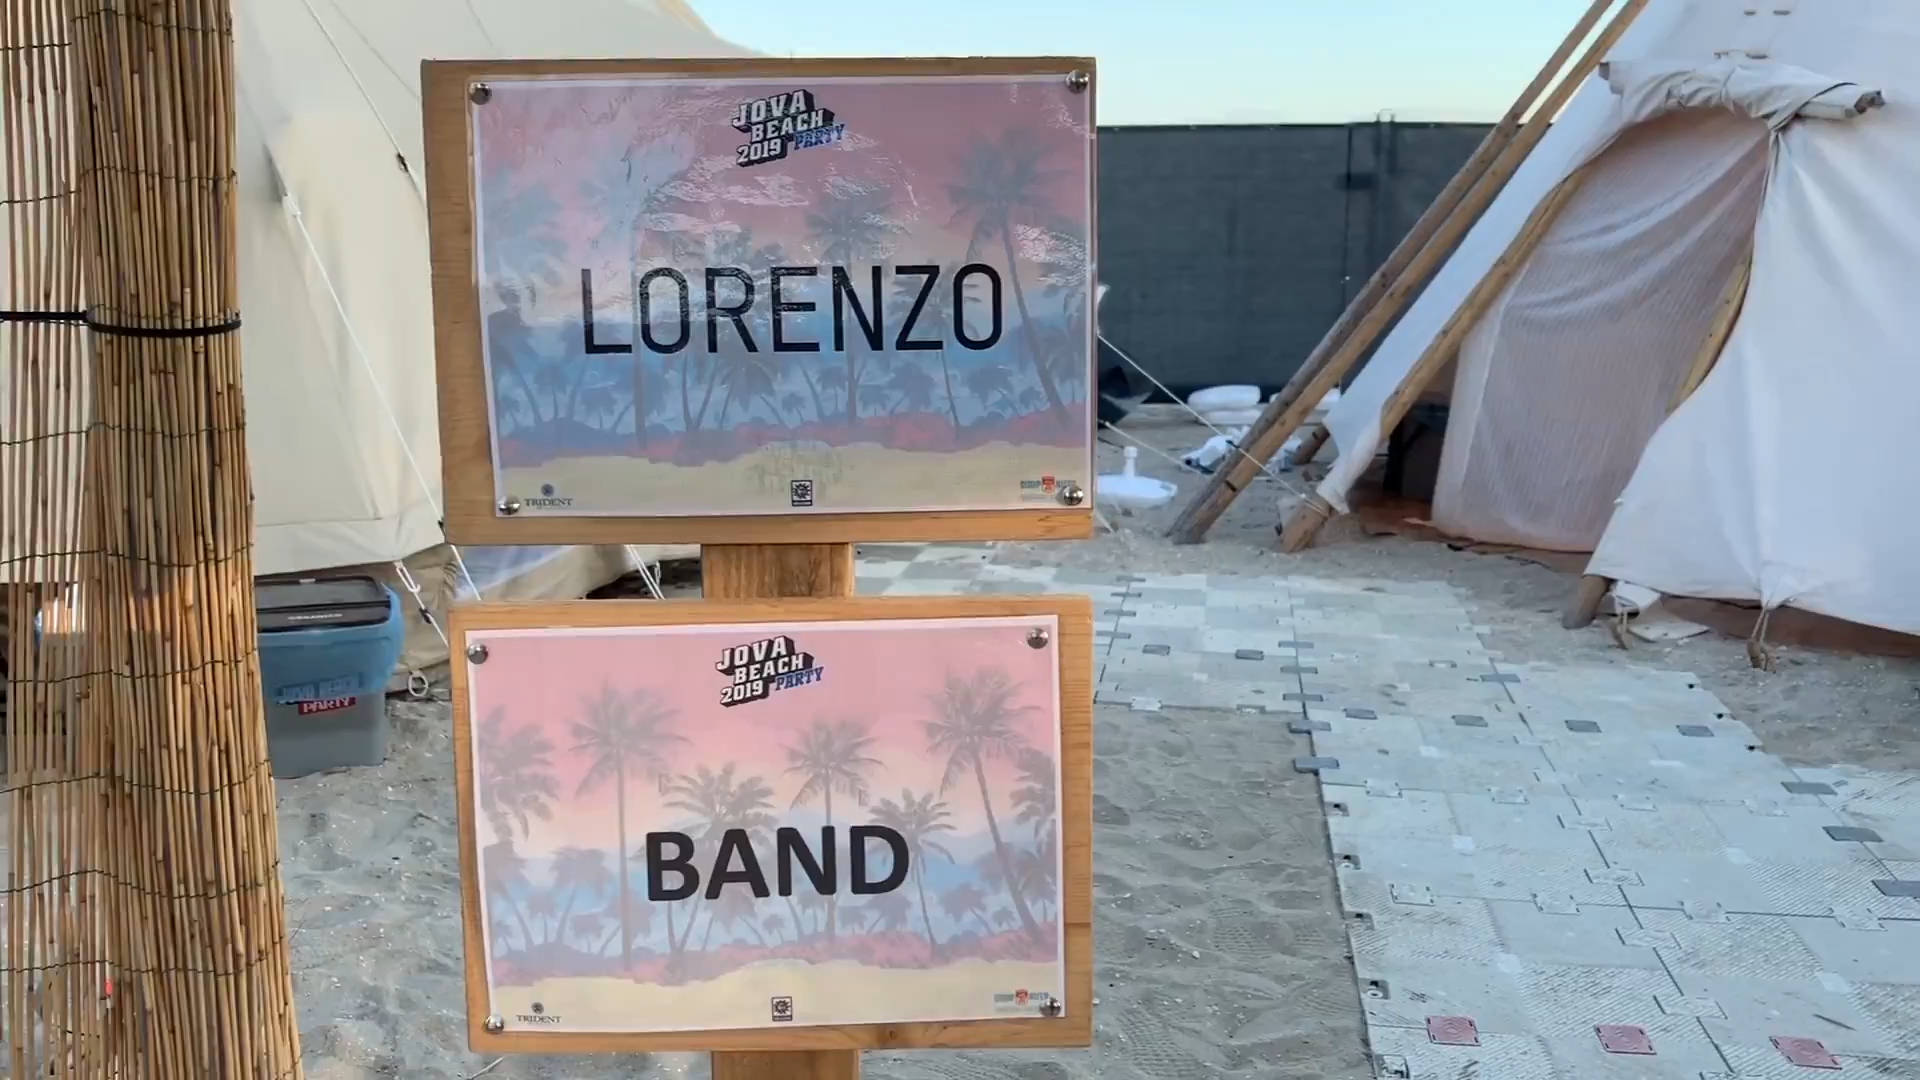 JOVA
BEACH
2019 PARTY
LORENZO
TRIDENT
JOVA
BEACH
2019 PARTY
BAND
TRIDENT
JOVA BEACH
PARTY